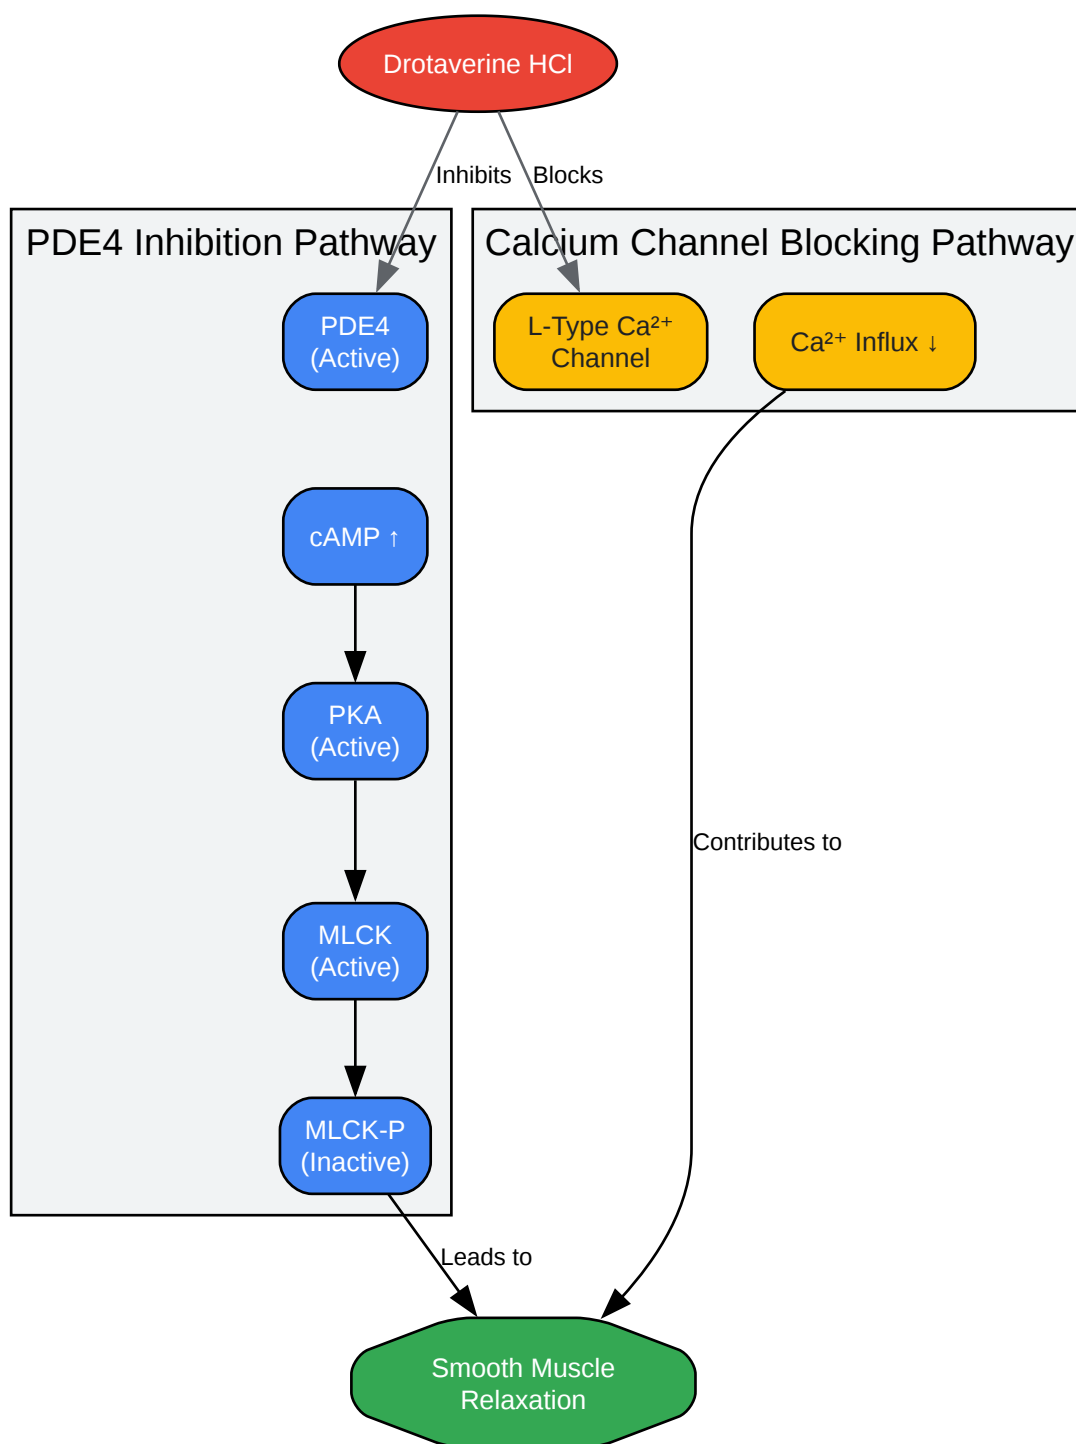 Drotaverine HCl
Inhibits
Blocks
PDE4 Inhibition Pathway
Calcium Channel Blocking Pathway
PDE4
(Active)
L-Type Ca²⁺
Channel
Ca²⁺ Influx ↓
cAMP ↑
PKA
(Active)
Contributes to
MLCK
(Active)
MLCK-P
(Inactive)
Leads to
Smooth Muscle
Relaxation